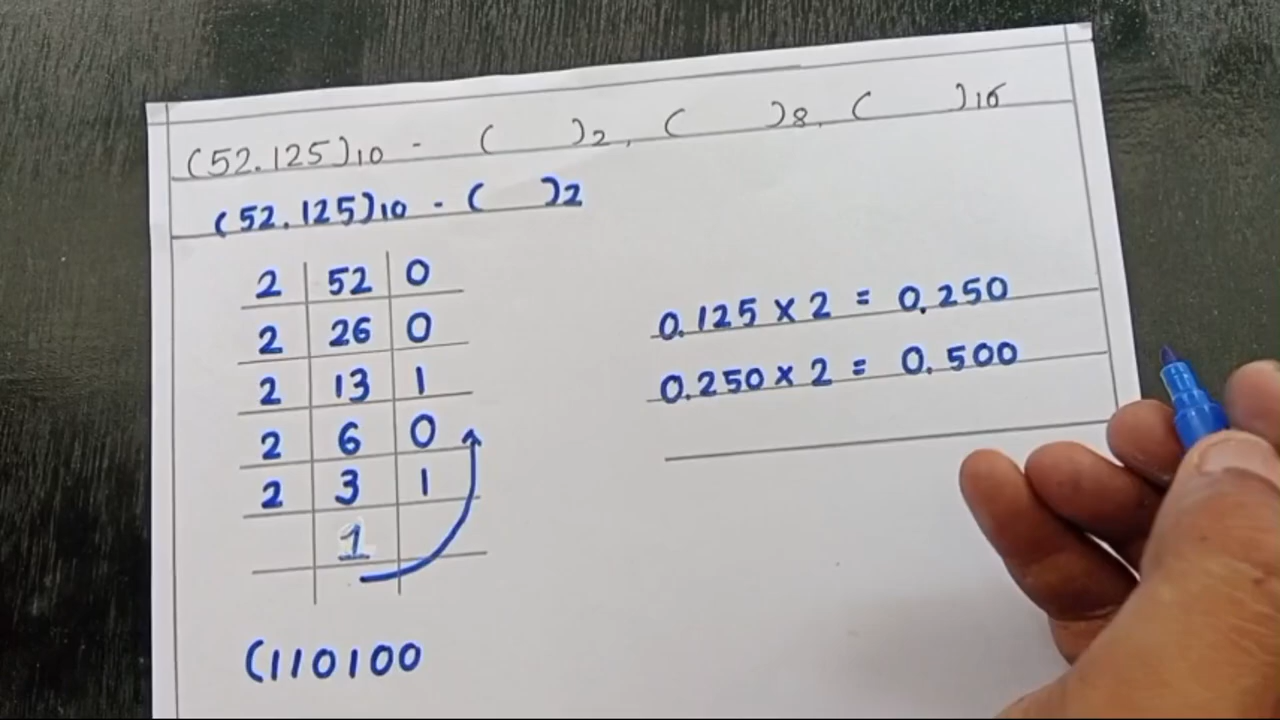 (52.125)10 - ( )2, ( )8, ( )16
(52.125)10 - ( )2
2 52 0
2 26 0
2 13 1
2 6 0
2 3 1
1
(110100
0.125 x 2 = 0.250
0.250 x 2 = 0.500